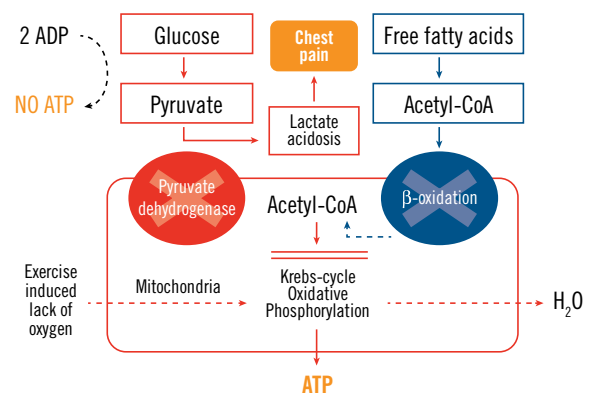 2 ADP
NO ATP
Glucose
Pyruvate
Chest
pain
Lactate
acidosis
Free fatty acids
Acetyl-CoA
Pyruvate
dehydrogenase
β-oxidation
Acetyl-CoA
Exercise
induced
lack of
oxygen
Mitochondria
Krebs-cycle
Oxidative
Phosphorylation
H₂O
ATP